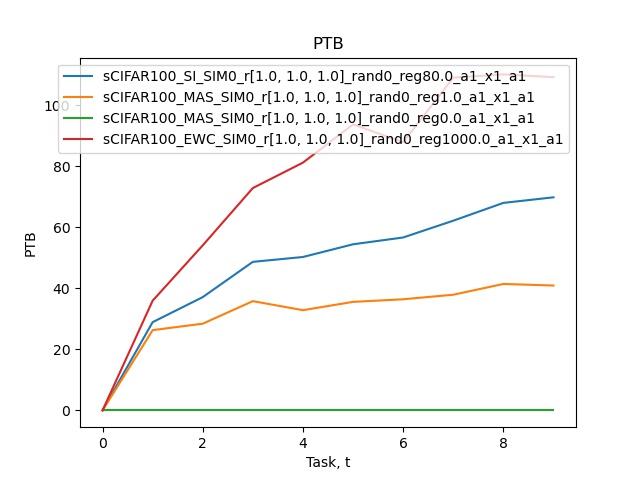 PTB
sCIFAR100_SI_SIM0_r[1.0, 1.0, 1.0]_rand0_reg80.0_a1_x1_a1
sCIFAR100_MAS_SIM0_r[1.0, 1.0, 1.0]_rand0_reg1.0_a1_x1_a1
sCIFAR100_MAS_SIM0_r[1.0, 1.0, 1.0]_rand0_reg0.0_a1_x1_a1
sCIFAR100_EWC_SIM0_r[1.0, 1.0, 1.0]_rand0_reg1000.0_a1_x1_a1
100
80
60
40
20
0
PTB
0 2 4 6 8
Task, t